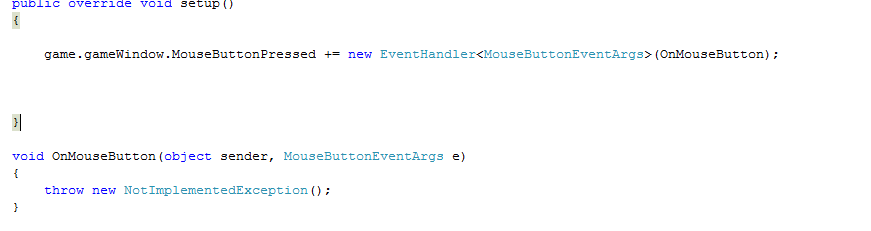 public override void setup()
{
game.gameWindow.MouseButtonPressed += new EventHandler<MouseButtonEventArgs>(OnMouseButton);
}
void OnMouseButton(object sender, MouseButtonEventArgs e)
{
throw new NotImplementedException();
}